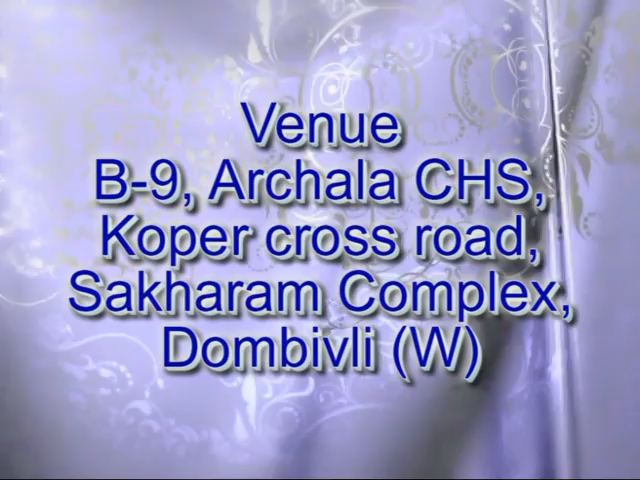 Venue
B-9, Archala CHS,
Koper cross road,
Sakharam Complex,
Dombivli (W)